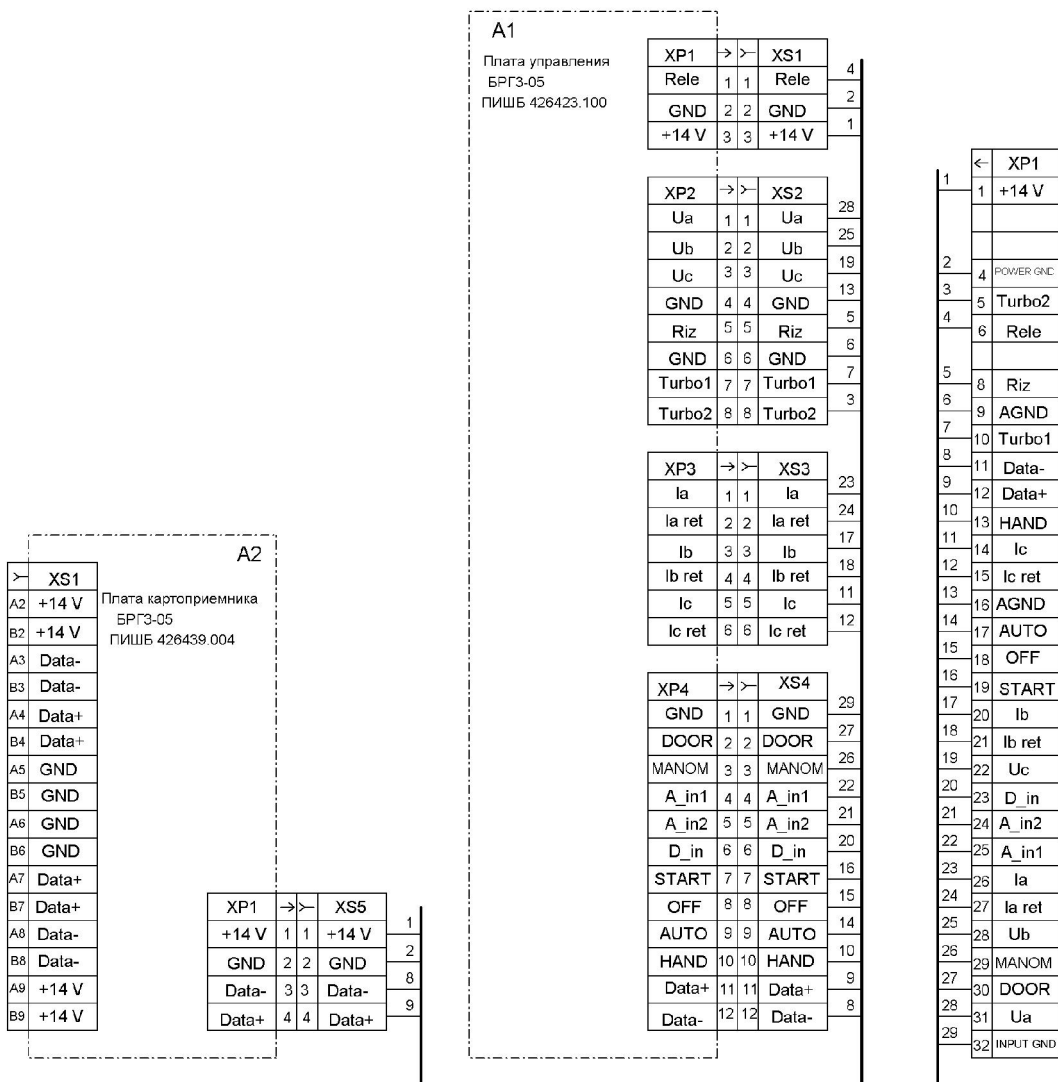 A1
Плата управления
БРГЗ-05
ПИШБ 426423.100
XP1 XS1
Rele 1 1 Rele 4
GND 2 2 GND 2
+14 V 3 3 +14 V 1
XP2 XS2
Ua 1 1 Ua 28
Ub 2 2 Ub 25
Uc 3 3 Uc 19
GND 4 4 GND 13
Riz 5 5 Riz 5
GND 6 6 GND 6
Turbo1 7 7 Turbo1 7
Turbo2 8 8 Turbo2 3
XP3 XS3
Ia 1 1 Ia 23
Ia ret 2 2 Ia ret 24
Ib 3 3 Ib 17
Ib ret 4 4 Ib ret 18
Ic 5 5 Ic 11
Ic ret 6 6 Ic ret 12
XP4 XS4
GND 1 1 GND 29
DOOR 2 2 DOOR 27
MANOM 3 3 MANOM 26
A_in1 4 4 A_in1 22
A_in2 5 5 A_in2 21
D_in 6 6 D_in 20
START 7 7 START 16
OFF 8 8 OFF 15
AUTO 9 9 AUTO 14
HAND 10 10 HAND 10
Data+ 11 11 Data+ 9
Data- 12 12 Data- 8
A2
Плата картоприемника
БРГЗ-05
ПИШБ 426439.004
XS1
A2 +14 V
B2 +14 V
A3 Data-
B3 Data-
A4 Data+
B4 Data+
A5 GND
B5 GND
A6 GND
B6 GND
A7 Data+
B7 Data+
A8 Data-
B8 Data-
A9 +14 V
B9 +14 V
XP1 XS5
+14 V 1 1 +14 V 1
GND 2 2 GND 2
Data- 3 3 Data- 8
Data+ 4 4 Data+ 9
XP1
1 1 +14 V
2 4 POWER GND
3 5 Turbo2
4 6 Rele
5 8 Riz
6 9 AGND
7 10 Turbo1
8 11 Data-
9 12 Data+
10 13 HAND
11 14 Ic
12 15 Ic ret
13 16 AGND
14 17 AUTO
15 18 OFF
16 19 START
17 20 Ib
18 21 Ib ret
19 22 Uc
20 23 D_in
21 24 A_in2
22 25 A_in1
23 26 Ia
24 27 Ia ret
25 28 Ub
26 29 MANOM
27 30 DOOR
28 31 Ua
29 32 INPUT GND